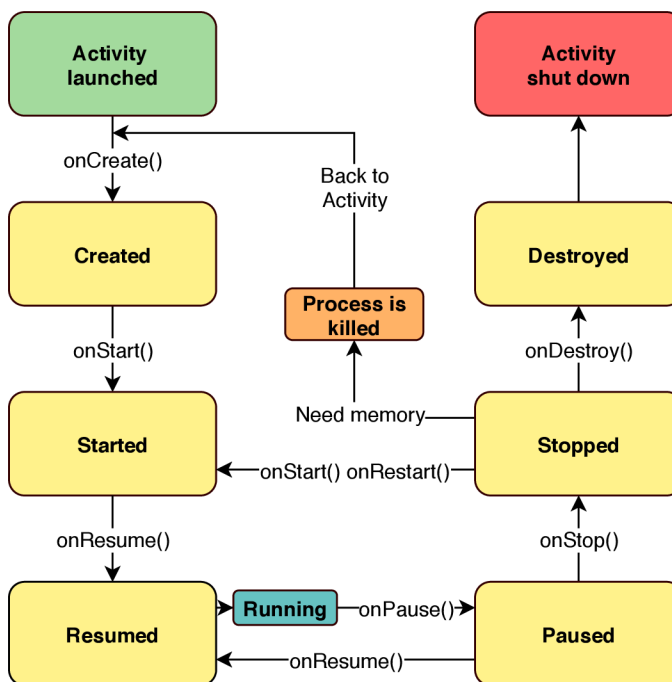 Activity
launched
Activity
shut down
onCreate()
Back to
Activity
Created
Destroyed
Process is
killed
onStart()
onDestroy()
Need memory
Started
Stopped
onStart() onRestart()
onResume()
onStop()
Resumed
Running
onPause()
Paused
onResume()